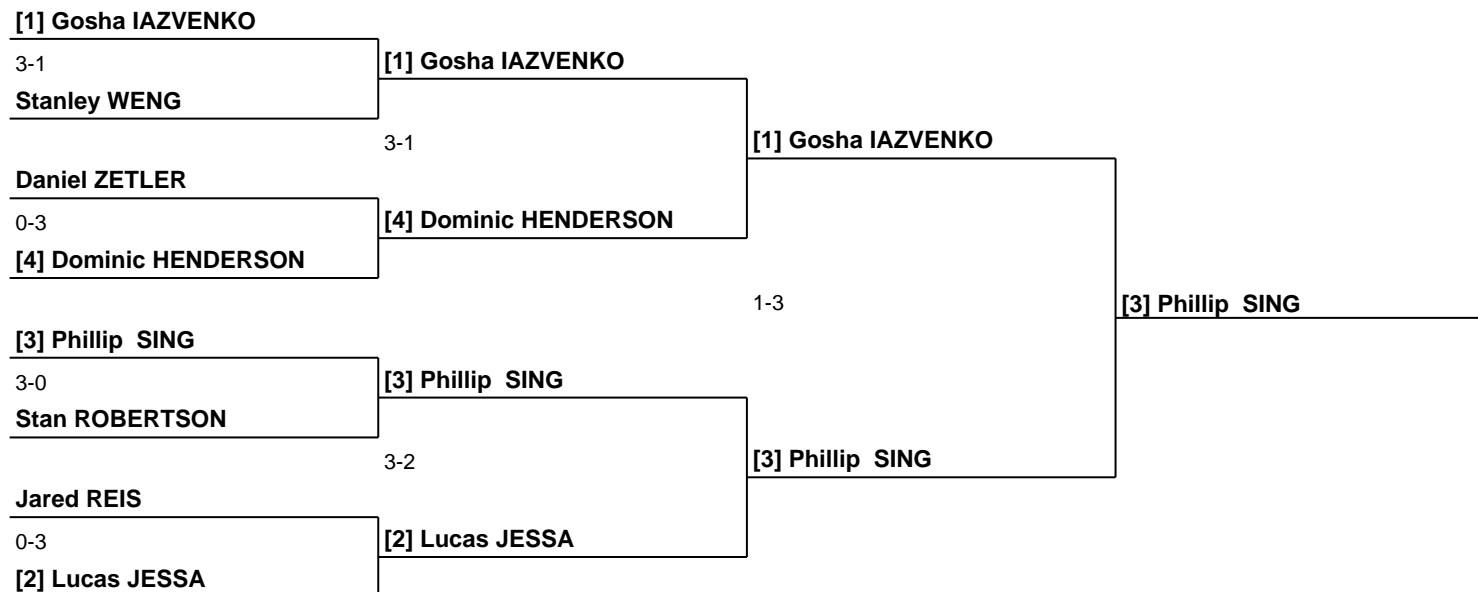 [1] Gosha IAZVENKO
3-1
[1] Gosha IAZVENKO
Stanley WENG
3-1
[1] Gosha IAZVENKO
Daniel ZETLER
0-3
[4] Dominic HENDERSON
[4] Dominic HENDERSON
1-3
[3] Phillip SING
[3] Phillip SING
3-0
[3] Phillip SING
Stan ROBERTSON
3-2
[3] Phillip SING
Jared REIS
0-3
[2] Lucas JESSA
[2] Lucas JESSA